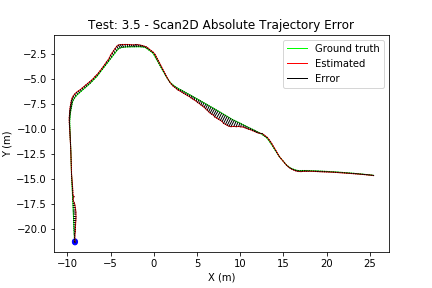 Test: 3.5 - Scan2D Absolute Trajectory Error
Ground truth
Estimated
Error
−2.5
−5.0
−7.5
−10.0
−12.5
−15.0
−17.5
−20.0
Y (m)
−10
−5
0
5
10
15
20
25
X (m)